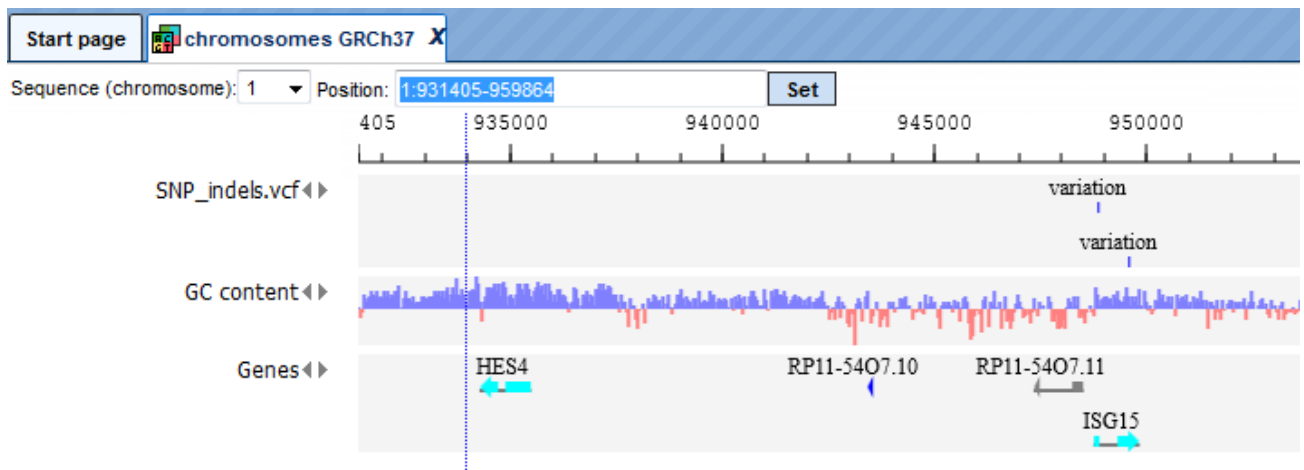 Start page chromosomes GRCh37 X
Sequence (chromosome): 1 Position: 1:931405-959864 Set
405 935000 940000 945000 950000
SNP_indels.vcf variation
variation
GC content
Genes HES4 RP11-54O7.10 RP11-54O7.11
ISG15